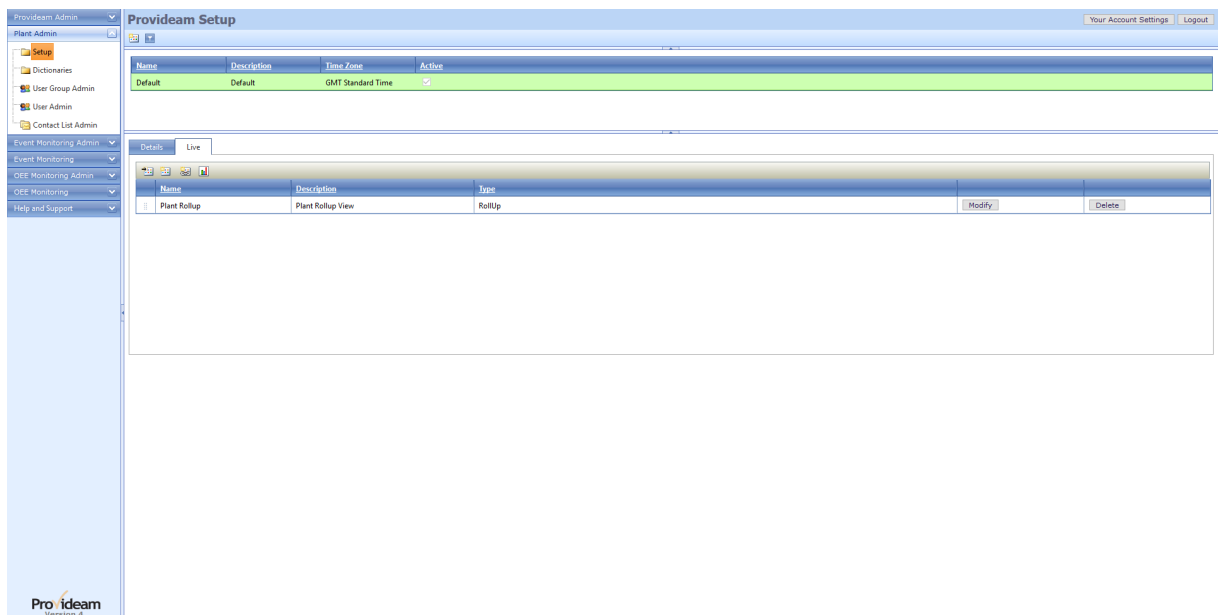 Provideam Admin
Provideam Setup
Your Account Settings
Logout
Plant Admin
Setup
Dictionaries
User Group Admin
User Admin
Contact List Admin
Event Monitoring Admin
Event Monitoring
OEE Monitoring Admin
OEE Monitoring
Help and Support
Name Description Time Zone Active
Default Default GMT Standard Time
Details Live
Name Description Type
Plant Rollup Plant Rollup View RollUp Modify Delete
Provideam
Version 4